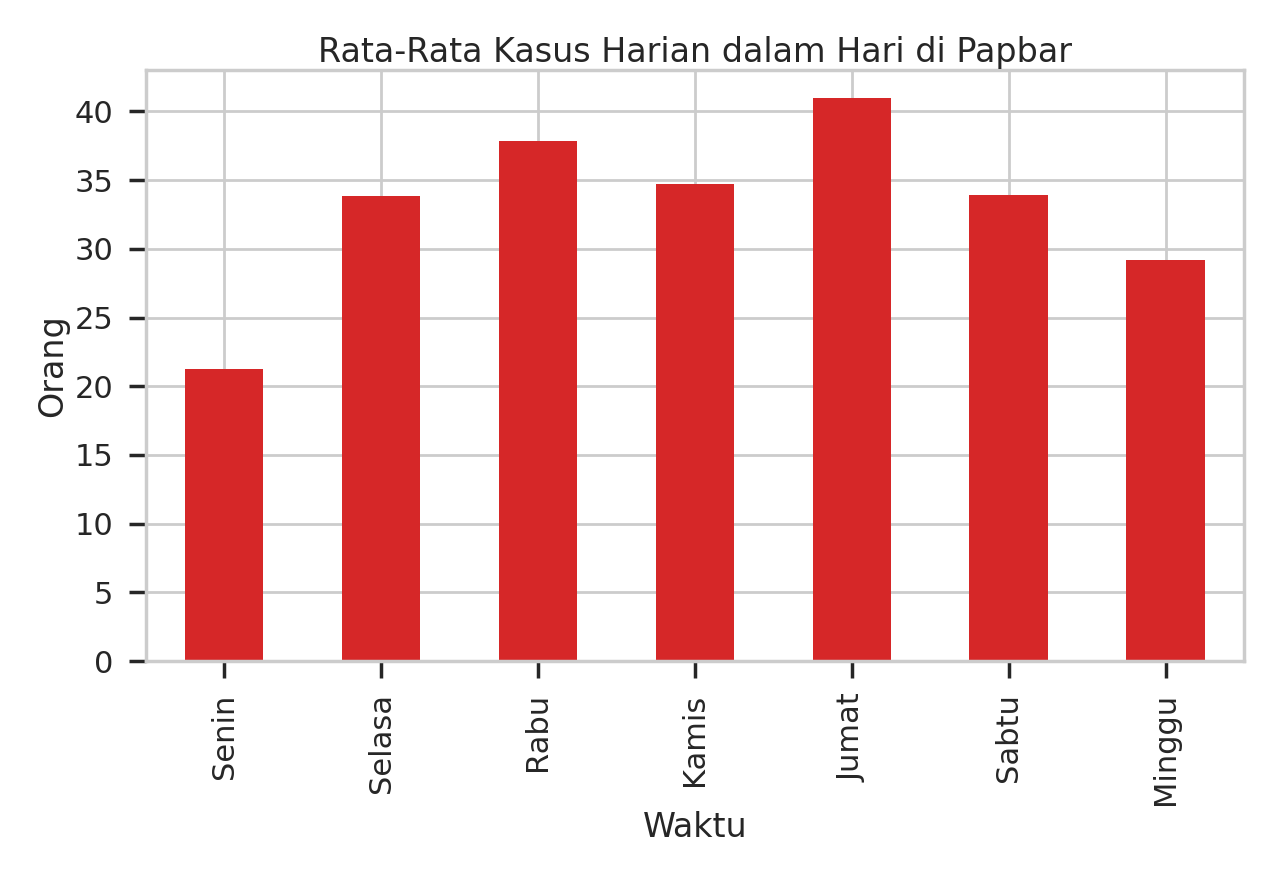 Rata-Rata Kasus Harian dalam Hari di Papbar
Orang
40
35
30
25
20
15
10
5
0
Senin
Selasa
Rabu
Kamis
Jumat
Sabtu
Minggu
Waktu